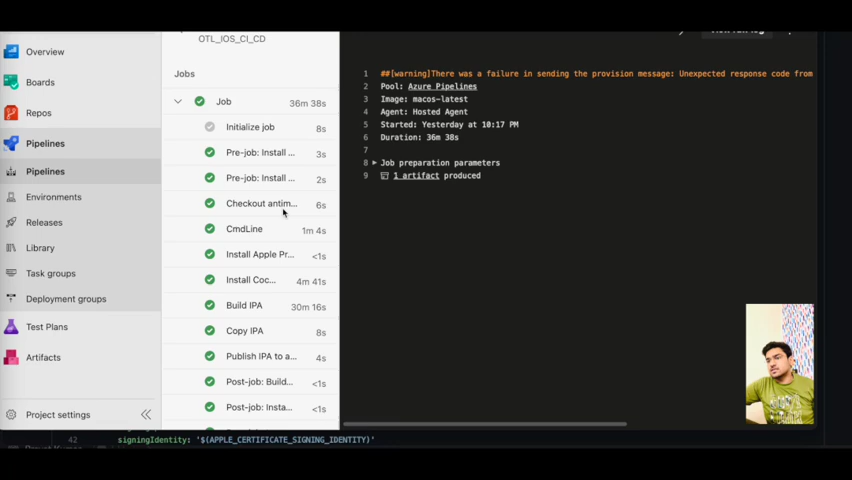 OTL_IOS_CI_CD
Overview
Boards
Repos
Pipelines
Pipelines
Environments
Releases
Library
Task groups
Deployment groups
Test Plans
Artifacts
Project settings
Jobs
Job 36m 38s
Initialize job 8s
Pre-job: Install ... 3s
Pre-job: Install ... 2s
Checkout antim... 6s
CmdLine 1m 4s
Install Apple Pr... <1s
Install Coc... 4m 41s
Build IPA 30m 16s
Copy IPA 8s
Publish IPA to a... 4s
Post-job: Build... <1s
Post-job: Insta... <1s
1 ##[warning]There was a failure in sending the provision message: Unexpected response code from
2 Pool: Azure Pipelines
3 Image: macos-latest
4 Agent: Hosted Agent
5 Started: Yesterday at 10:17 PM
6 Duration: 36m 38s
7
8 Job preparation parameters
9 1 artifact produced
42 signingIdentity: '$(APPLE_CERTIFICATE_SIGNING_IDENTITY)'